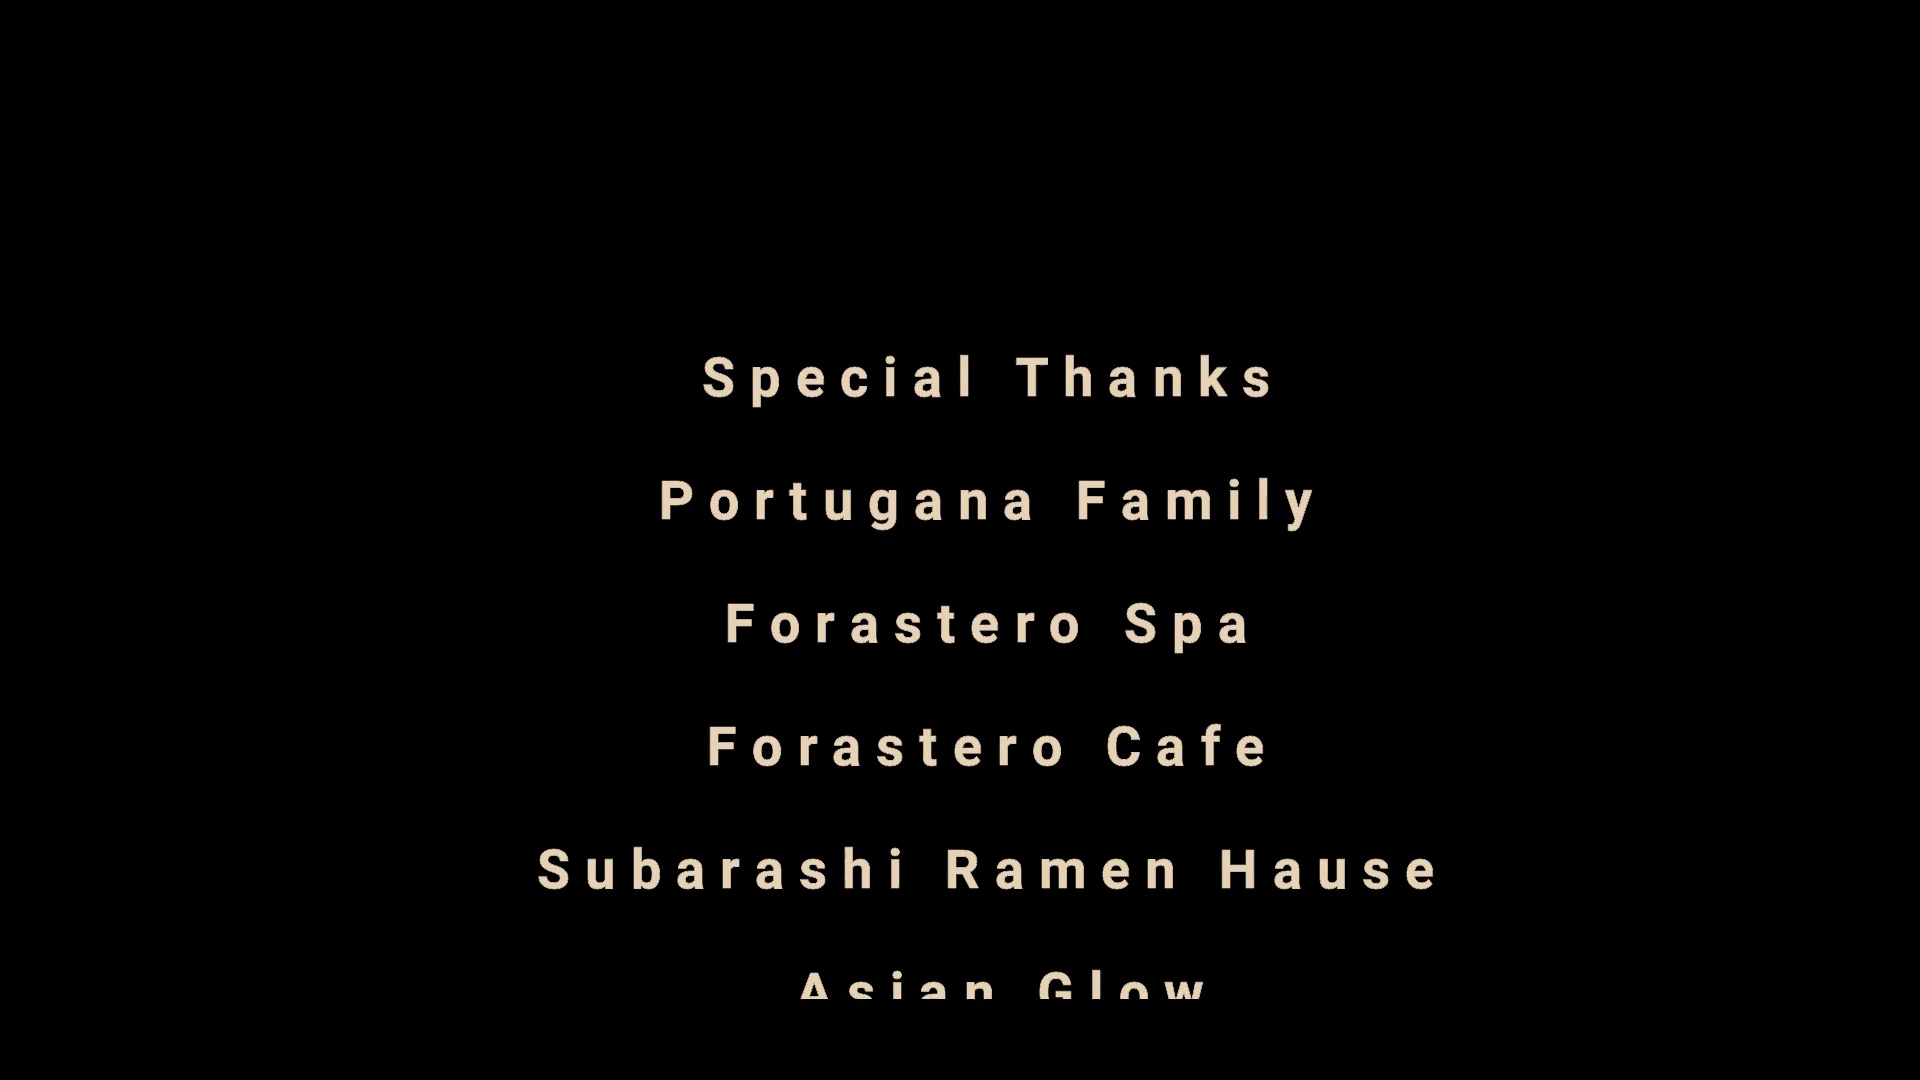 Special Thanks
Portugana Family
Forastero Spa
Forastero Cafe
Subarashi Ramen Hause
Asian Glow